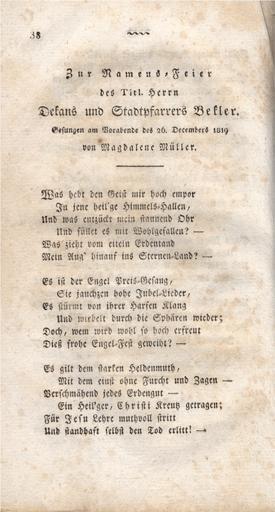 38
Zur Namens-Feier
des Titl. Herrn
Dekans und Stadtpfarrers Bekler.
Gesungen am Vorabende des 26. Decembers 1819
von Magdalene Müller.
Was hebt den Geist mir hoch empor
In jene heil'ge Himmels-Hallen,
Und was entzückt mein staunend Ohr
Und füllet es mit Wohlgefallen? —
Was zieht vom eiteln Erdentand
Mein Aug' hinauf ins Sternen-Land? —
Es ist der Engel Preis-Gesang,
Sie jauchzen hohe Jubel-Lieder,
Es stürmt von ihrer Harfen Klang
Und wirbelt durch die Sphären wieder;
Doch, wem wird wohl so hoch erfreut
Dieß frohe Engel-Fest geweiht? —
Es gilt dem starken Heldenmuth,
Mit dem einst ohne Furcht und Zagen —
Verschmähend jedes Erdengut —
Ein Heil'ger, Christi Kreutz getragen;
Für Jesu Lehre muthvoll stritt
Und standhaft selbst den Tod erlitt! —